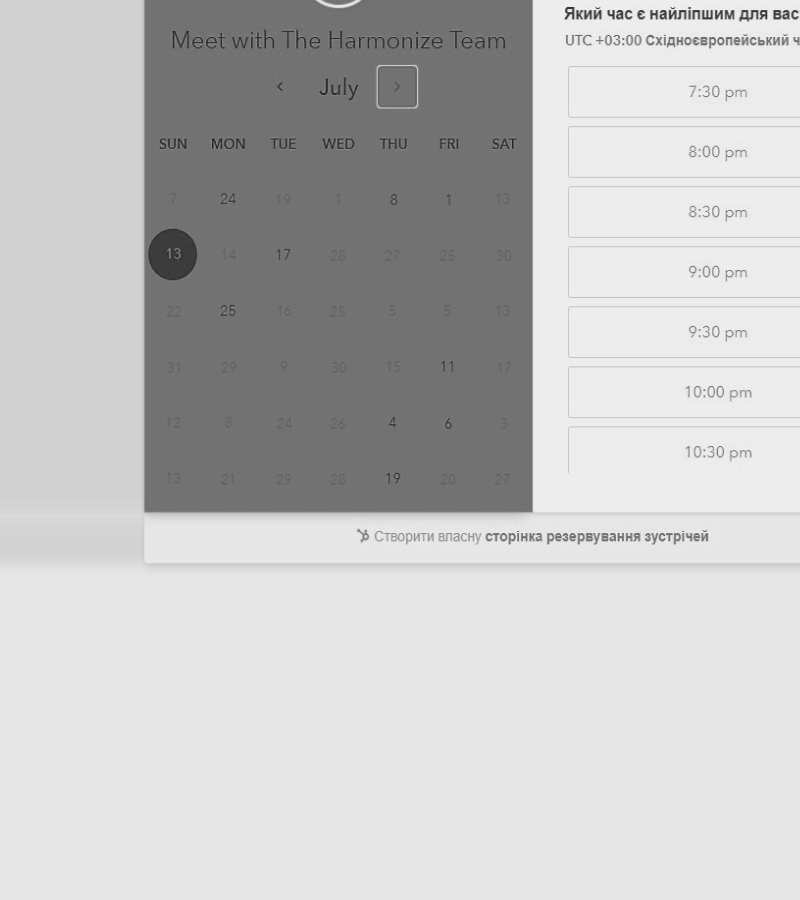 Meet with The Harmonize Team
July
SUN MON TUE WED THU FRI SAT
7 24 19 1 8 1 13
13 14 17 28 27 25 30
22 25 16 25 5 5 13
31 29 9 30 15 11 17
12 8 24 26 4 6 3
13 21 29 28 19 20 27
Який час є найліпшим для вас
UTC +03:00 Східноєвропейський ч
7:30 pm
8:00 pm
8:30 pm
9:00 pm
9:30 pm
10:00 pm
10:30 pm
Створити власну сторінка резервування зустрічей